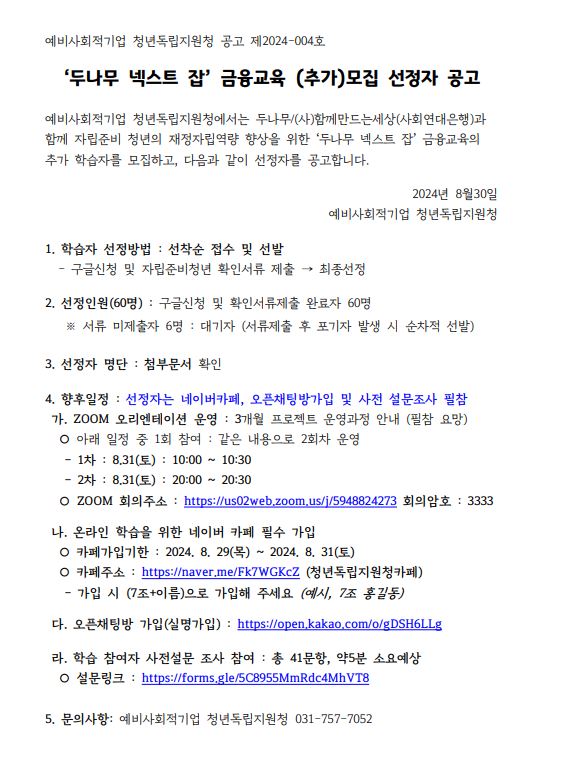 예비사회적기업 청년독립지원청 공고 제2024-004호
‘두나무 넥스트 잡’ 금융교육 (추가)모집 선정자 공고
예비사회적기업 청년독립지원청에서는 두나무/(사)함께만드는세상(사회연대은행)과
함께 자립준비 청년의 재정자립역량 향상을 위한 ‘두나무 넥스트 잡’ 금융교육의
추가 학습자를 모집하고, 다음과 같이 선정자를 공고합니다.
2024년 8월30일
예비사회적기업 청년독립지원청
1. 학습자 선정방법 : 선착순 접수 및 선발
- 구글신청 및 자립준비청년 확인서류 제출 → 최종선정
2. 선정인원(60명) : 구글신청 및 확인서류제출 완료자 60명
※ 서류 미제출자 6명 : 대기자 (서류제출 후 포기자 발생 시 순차적 선발)
3. 선정자 명단 : 첨부문서 확인
4. 향후일정 : 선정자는 네이버카페, 오픈채팅방가입 및 사전 설문조사 필참
가. ZOOM 오리엔테이션 운영 : 3개월 프로젝트 운영과정 안내 (필참 요망)
○ 아래 일정 중 1회 참여 : 같은 내용으로 2회차 운영
- 1차 : 8.31(토) : 10:00 ~ 10:30
- 2차 : 8.31(토) : 20:00 ~ 20:30
○ ZOOM 회의주소 : https://us02web.zoom.us/j/5948824273 회의암호 : 3333
나. 온라인 학습을 위한 네이버 카페 필수 가입
○ 카페가입기한 : 2024. 8. 29(목) ~ 2024. 8. 31(토)
○ 카페주소 : https://naver.me/Fk7WGKcZ (청년독립지원청카페)
- 가입 시 (7조+이름)으로 가입해 주세요 (예시, 7조 홍길동)
다. 오픈채팅방 가입(실명가입) : https://open.kakao.com/o/gDSH6LLg
라. 학습 참여자 사전설문 조사 참여 : 총 41문항, 약5분 소요예상
○ 설문링크 : https://forms.gle/5C8955MmRdc4MhVT8
5. 문의사항: 예비사회적기업 청년독립지원청 031-757-7052